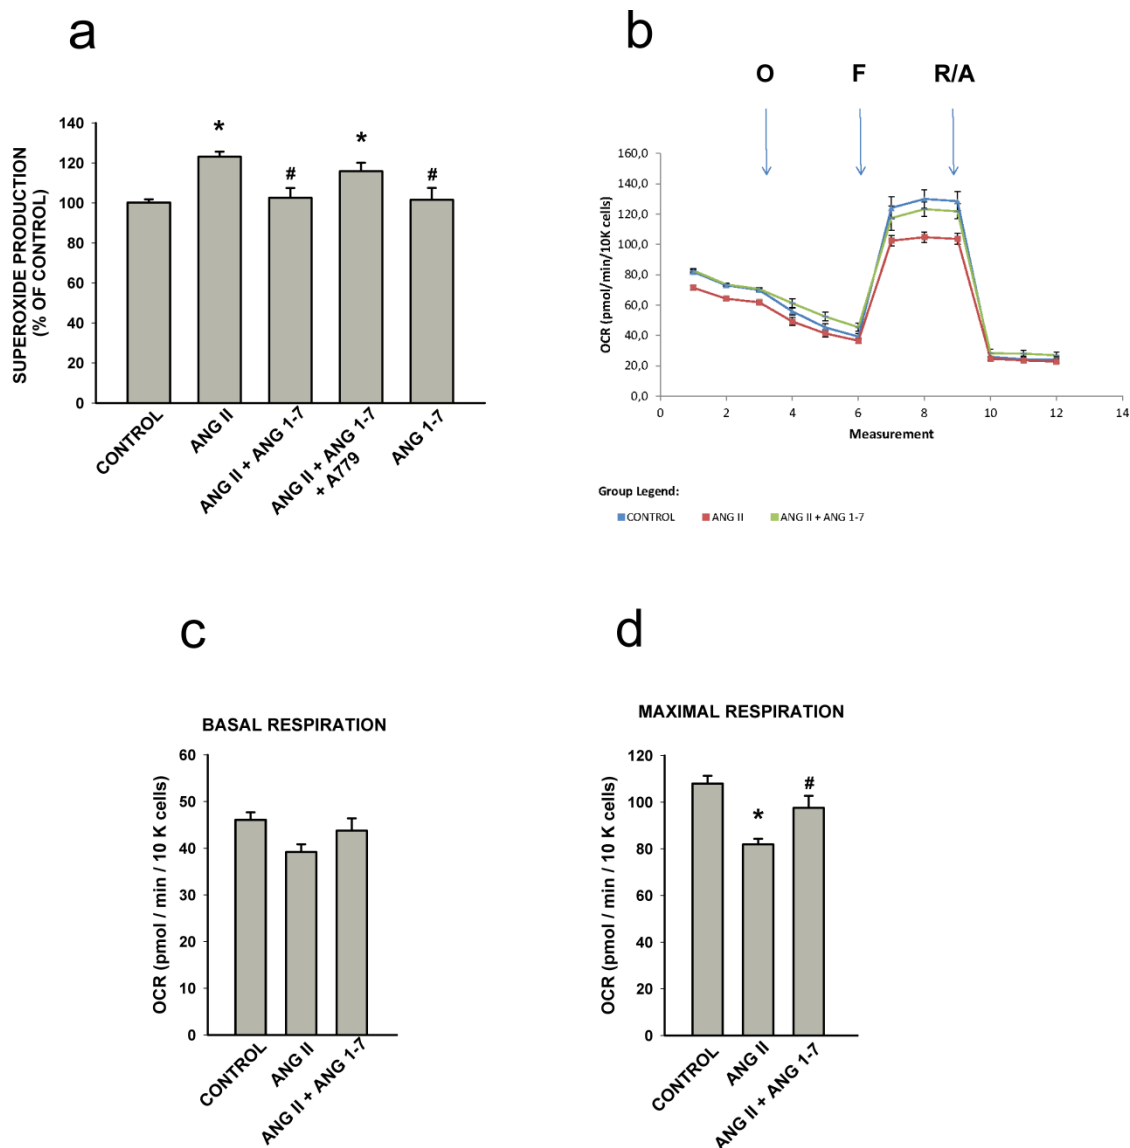 a
SUPEROXIDE PRODUCTION
(% OF CONTROL)
140
120
100
80
60
40
20
0
*
#
*
#
CONTROL
ANG II
ANG II + ANG 1-7
ANG II + ANG 1-7
+ A779
ANG 1-7
b
O F R/A
OCR (pmol/min/10K cells)
160,0
140,0
120,0
100,0
80,0
60,0
40,0
20,0
0,0
0 2 4 6 8 10 12 14
Measurement
Group Legend:
CONTROL ANG II ANG II + ANG 1-7
c
BASAL RESPIRATION
OCR (pmol / min / 10 K cells)
60
50
40
30
20
10
0
CONTROL
ANG II
ANG II + ANG 1-7
d
MAXIMAL RESPIRATION
OCR (pmol / min / 10 K cells)
120
100
80
60
40
20
0
*
#
CONTROL
ANG II
ANG II + ANG 1-7